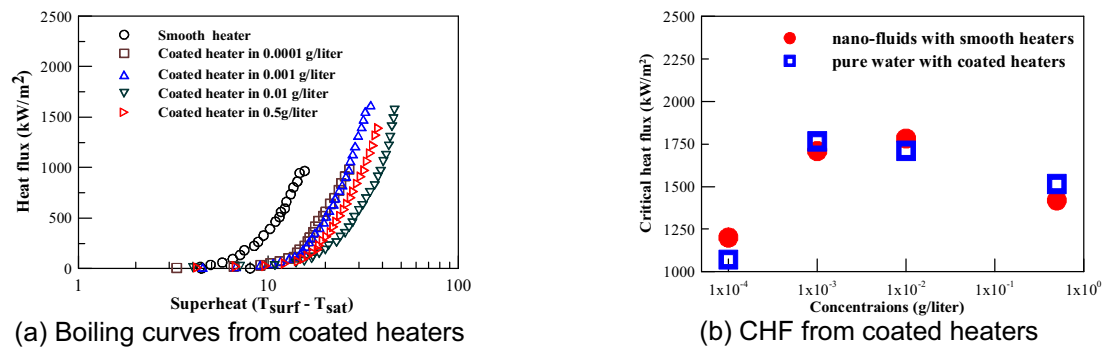 2500
2000
1500
1000
500
0
Heat flux (kW/m²)
Smooth heater
Coated heater in 0.0001 g/liter
Coated heater in 0.001 g/liter
Coated heater in 0.01 g/liter
Coated heater in 0.5g/liter
1 10 100
Superheat (Tsurf - Tsat)
(a) Boiling curves from coated heaters
2500
2250
2000
1750
1500
1250
1000
Critical heat flux (kW/m²)
nano-fluids with smooth heaters
pure water with coated heaters
1x10⁻⁴ 1x10⁻³ 1x10⁻² 1x10⁻¹ 1x10⁰
Concentraions (g/liter)
(b) CHF from coated heaters